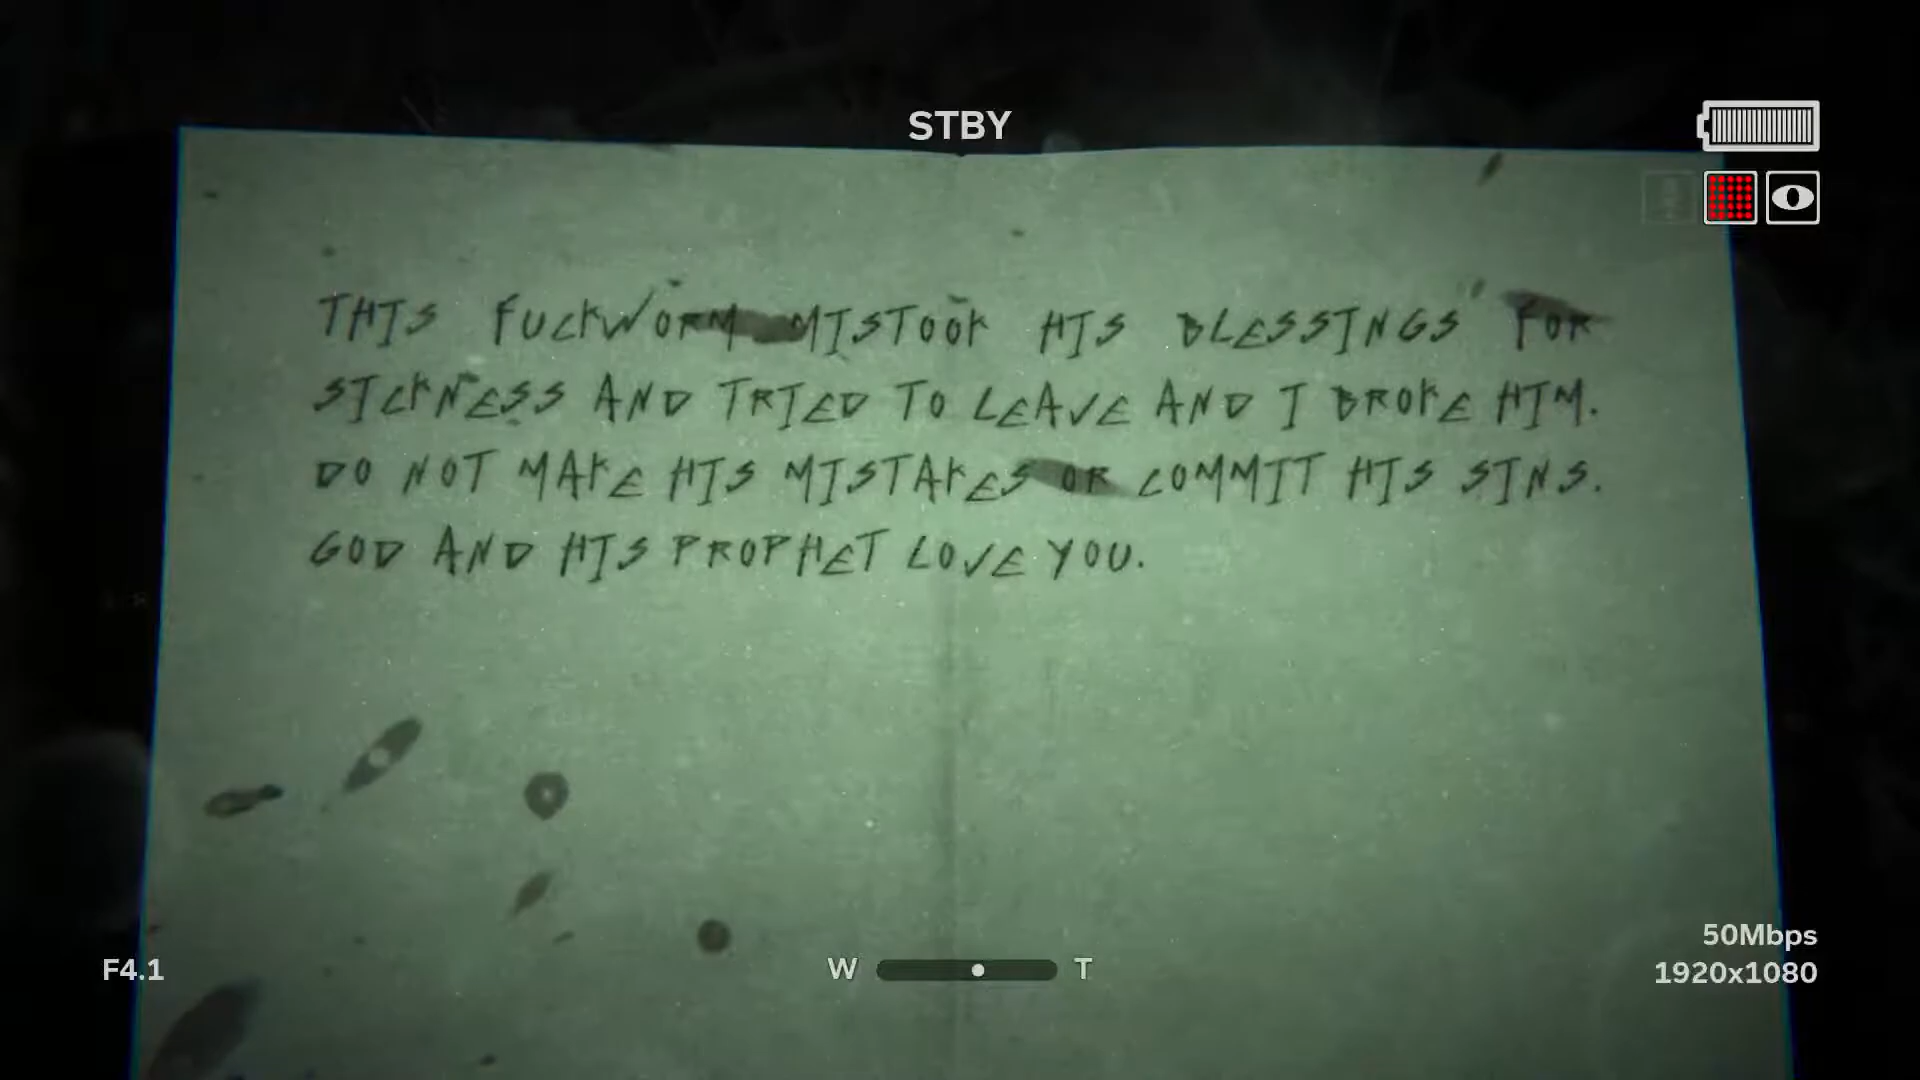 STBY
THIS FUCKWORM MISTOOK HIS BLESSINGS FOR
SICKNESS AND TRIED TO LEAVE AND I BROKE HIM.
DO NOT MAKE HIS MISTAKES OR COMMIT HIS SINS.
GOD AND HIS PROPHET LOVE YOU.
F4.1
W T
50Mbps
1920x1080